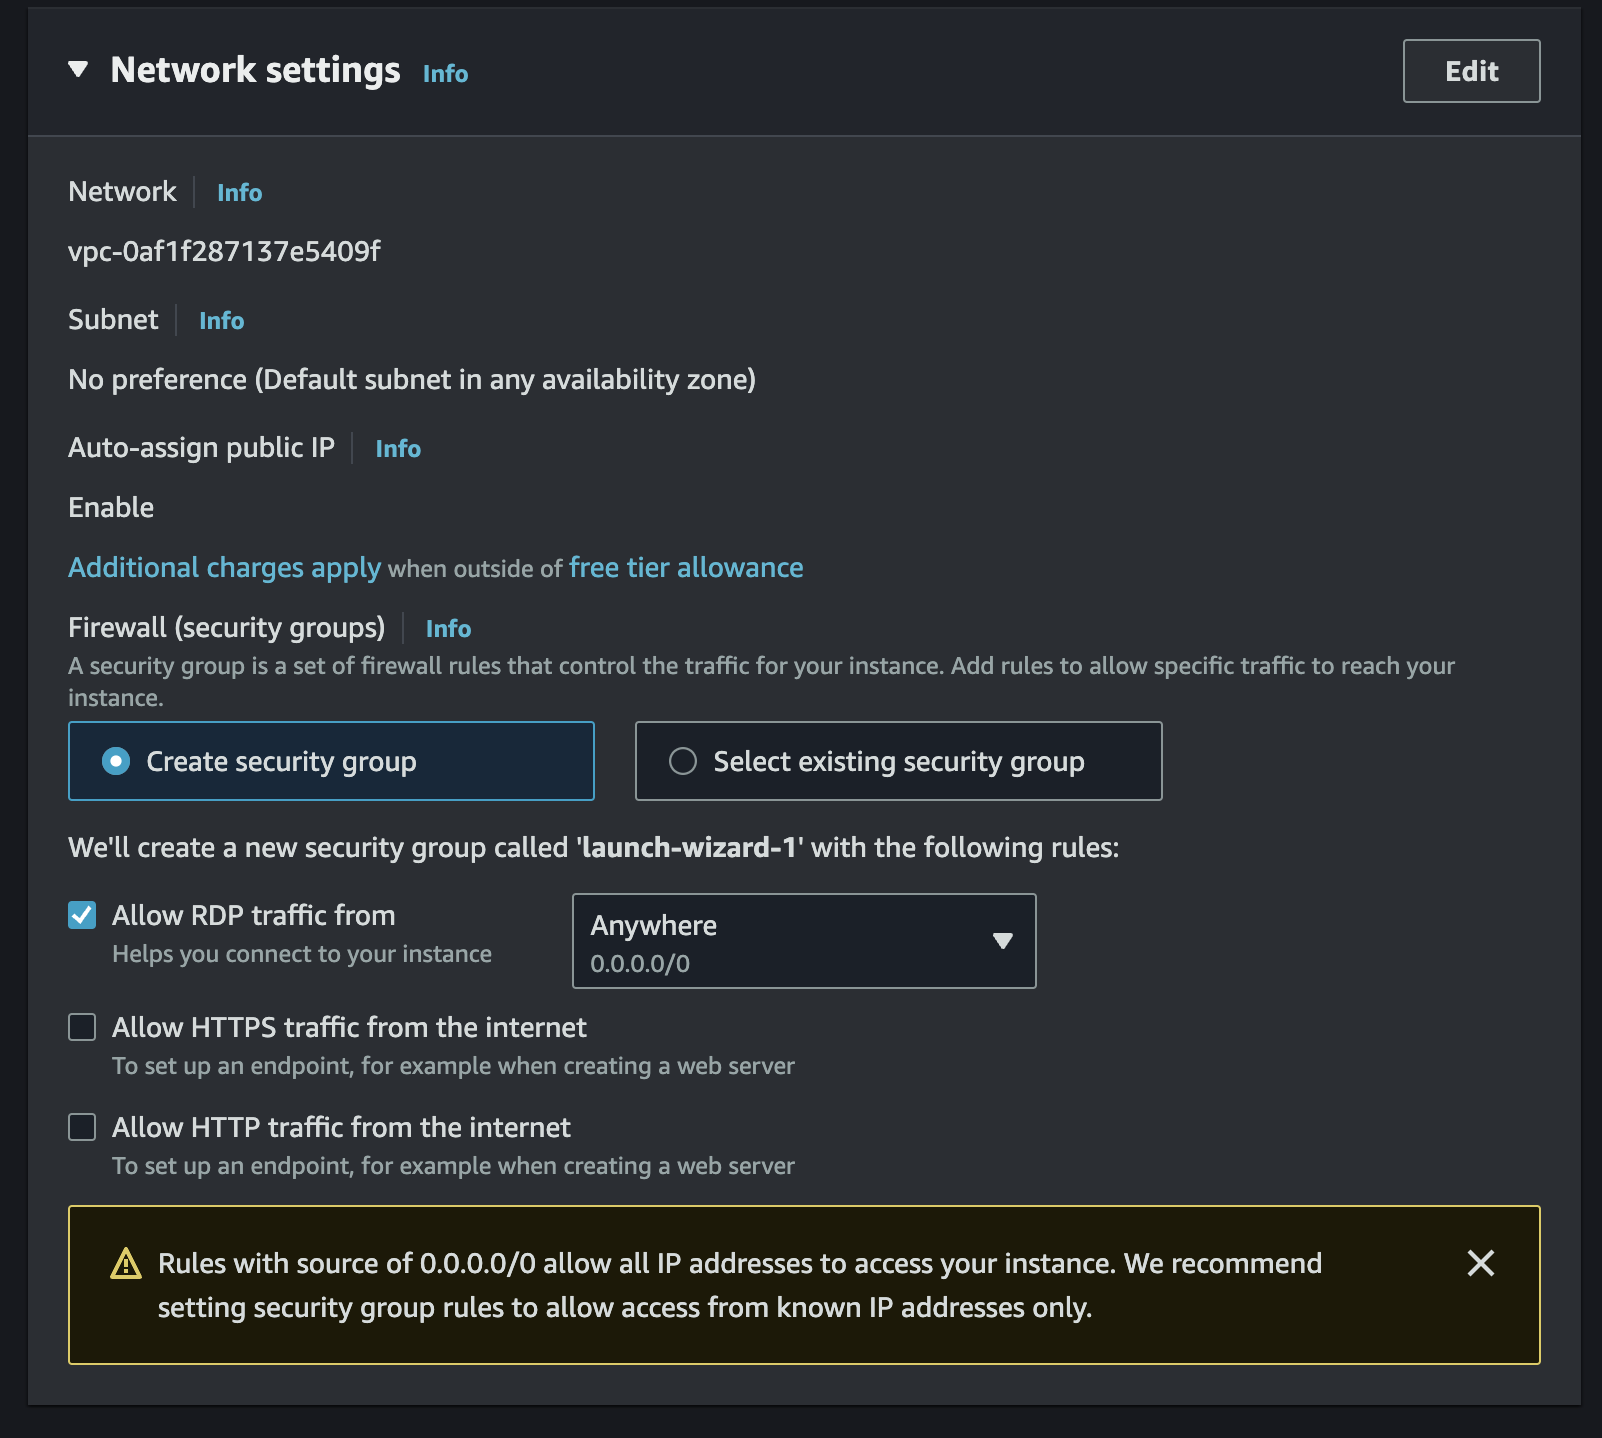 Network settings Info
Edit
Network Info
vpc-0af1f287137e5409f
Subnet Info
No preference (Default subnet in any availability zone)
Auto-assign public IP Info
Enable
Additional charges apply when outside of free tier allowance
Firewall (security groups) Info
A security group is a set of firewall rules that control the traffic for your instance. Add rules to allow specific traffic to reach your
instance.
Create security group
Select existing security group
We'll create a new security group called 'launch-wizard-1' with the following rules:
Allow RDP traffic from
Helps you connect to your instance
Anywhere
0.0.0.0/0
Allow HTTPS traffic from the internet
To set up an endpoint, for example when creating a web server
Allow HTTP traffic from the internet
To set up an endpoint, for example when creating a web server
Rules with source of 0.0.0.0/0 allow all IP addresses to access your instance. We recommend
setting security group rules to allow access from known IP addresses only.